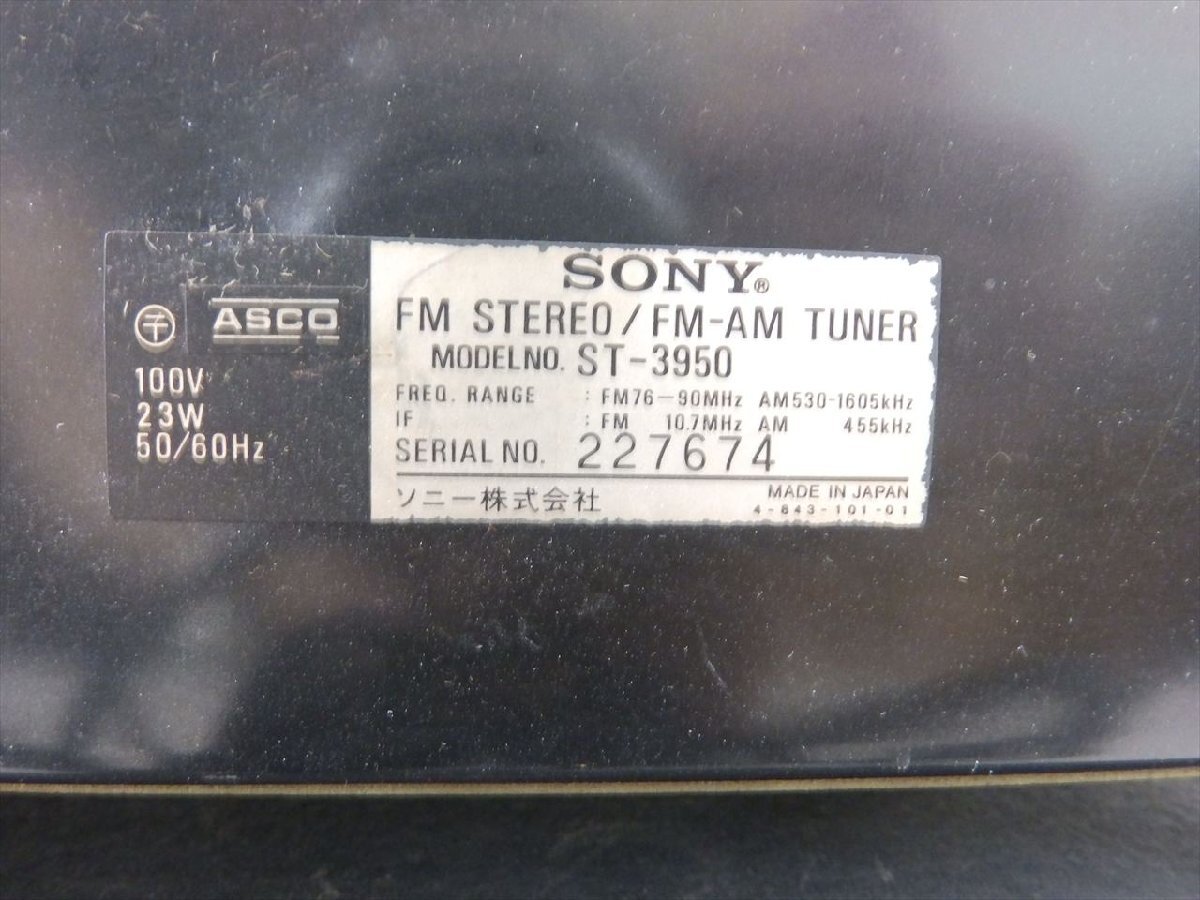 〒 ASCO
100V
23W
50/60Hz
SONY®
FM STEREO/FM-AM TUNER
MODEL NO. ST-3950
FREQ. RANGE : FM76-90MHz AM530-1605kHz
IF : FM 10.7MHz AM 455kHz
SERIAL NO. 227674
ソニー株式会社 MADE IN JAPAN
4-843-101-01